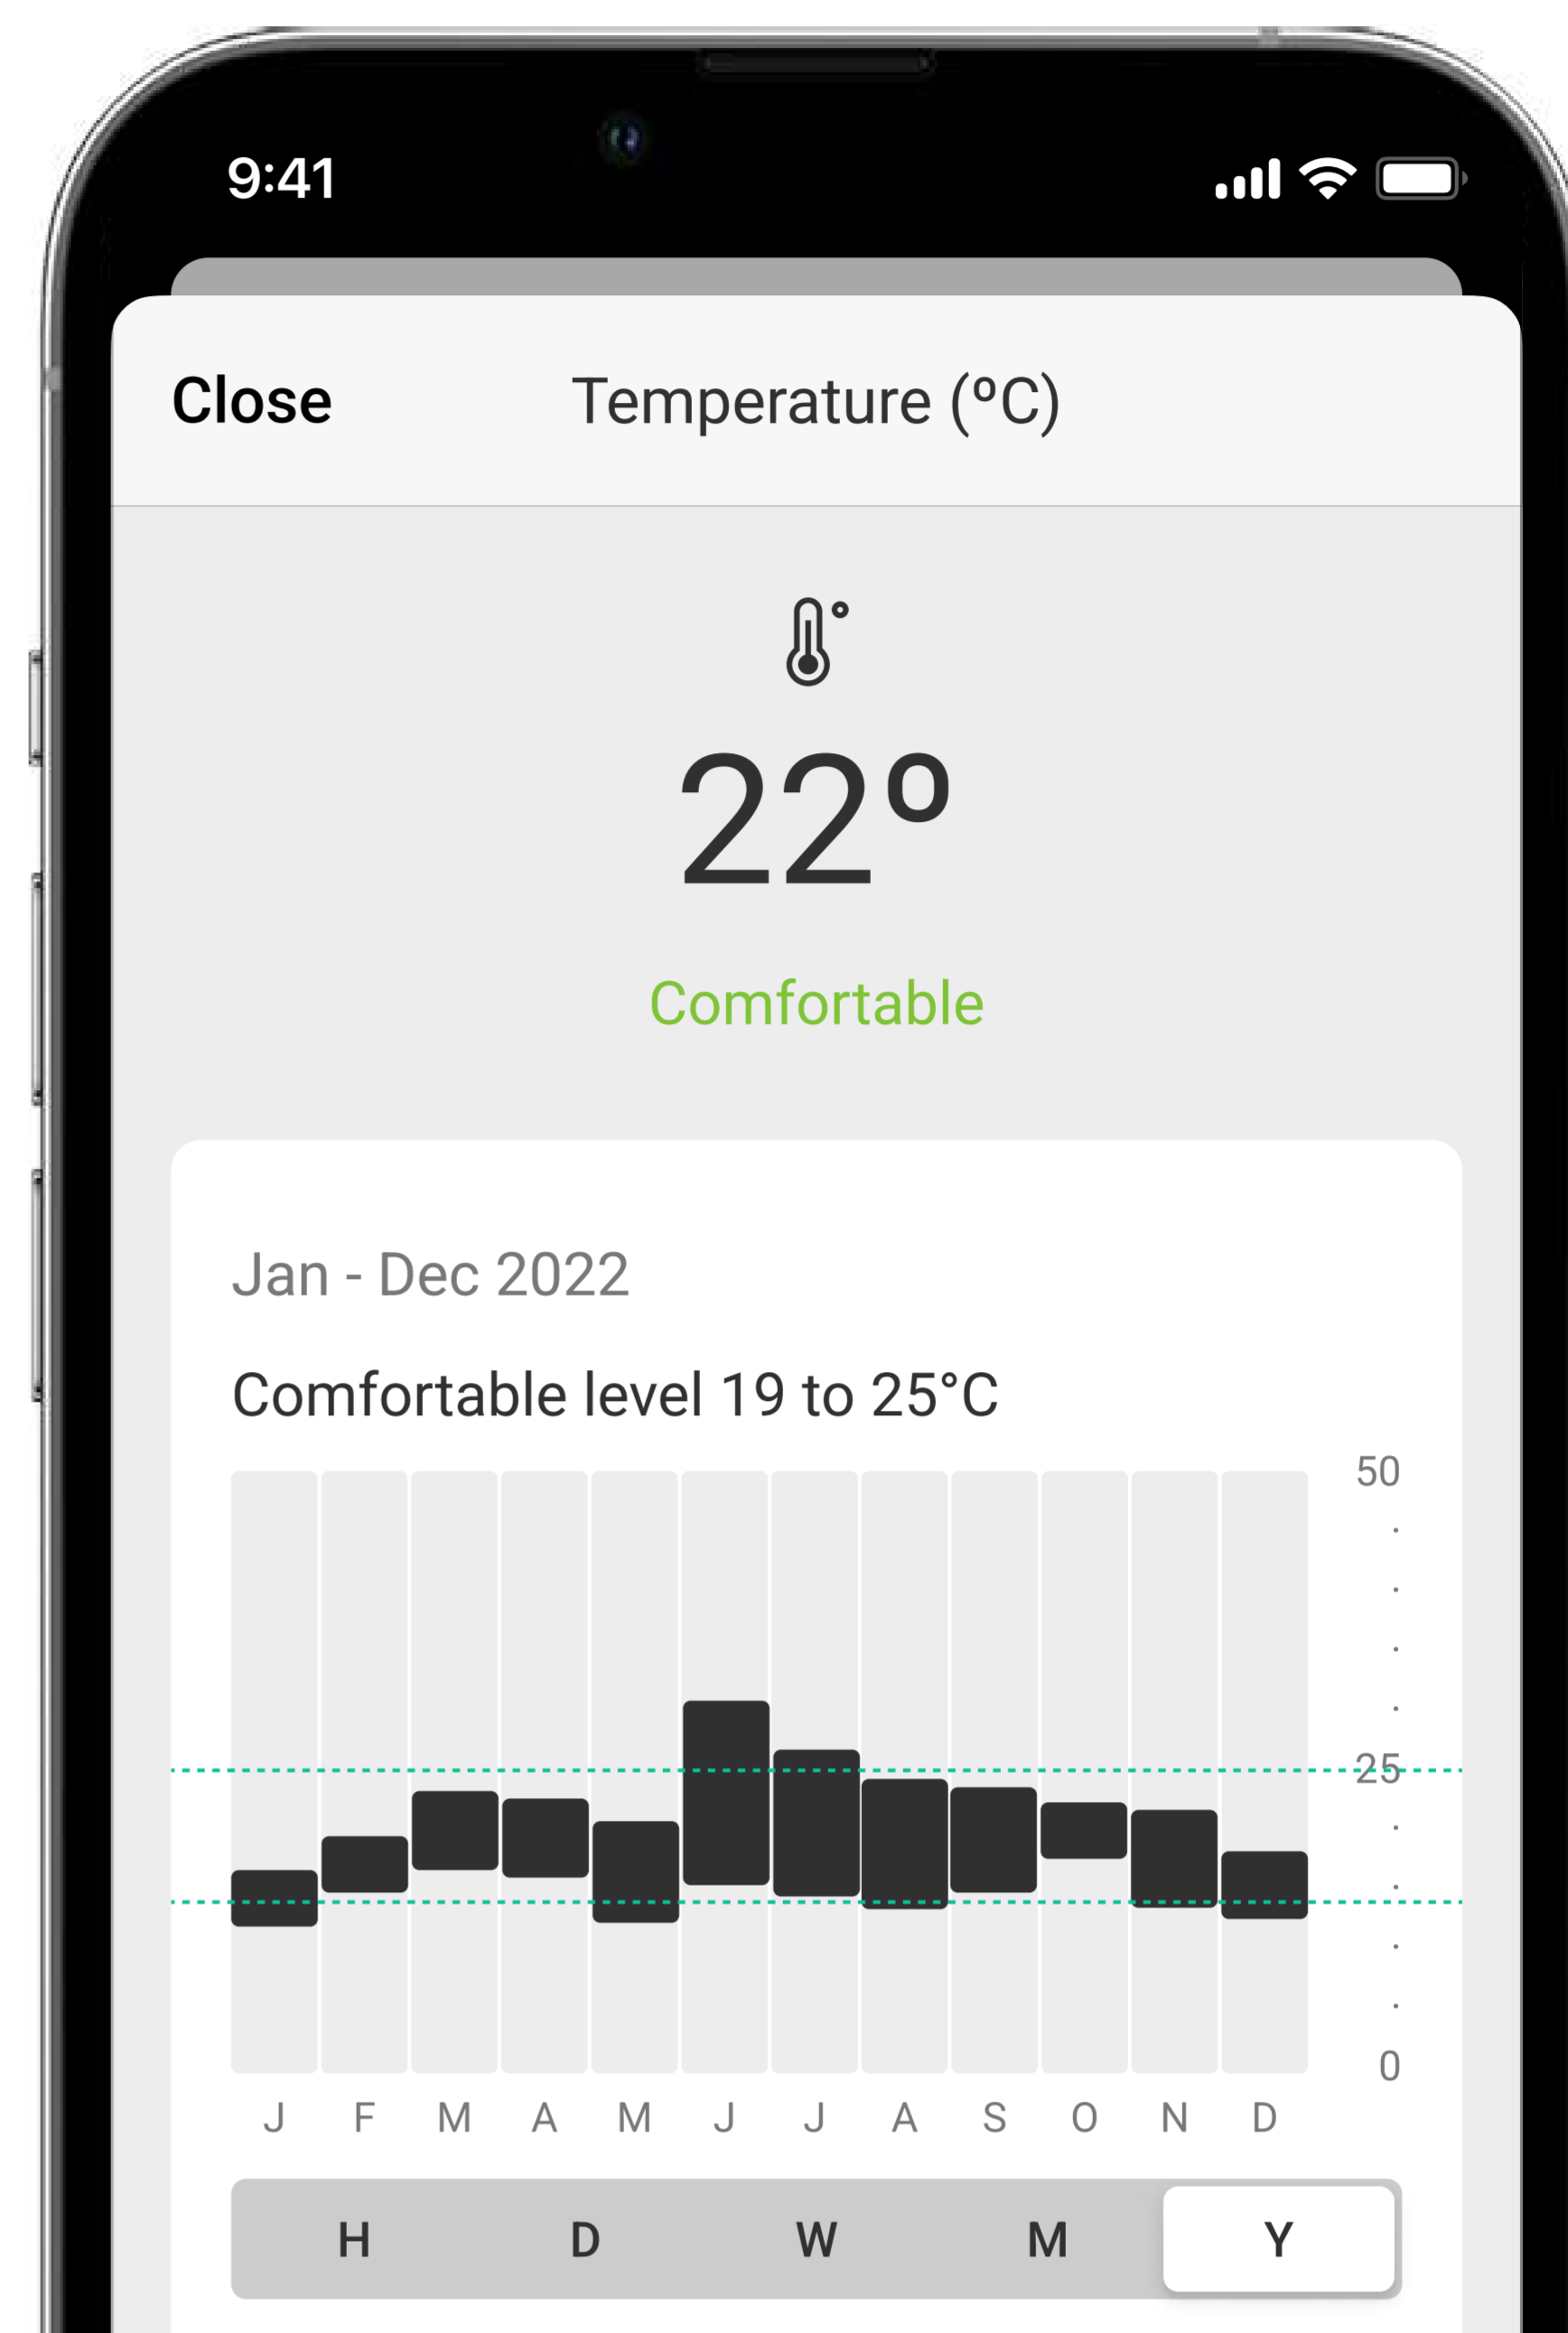 9:41
Close
Temperature (ºC)
22º
Comfortable
Jan - Dec 2022
Comfortable level 19 to 25°C
50
25
0
J F M A M J J A S O N D
H D W M Y